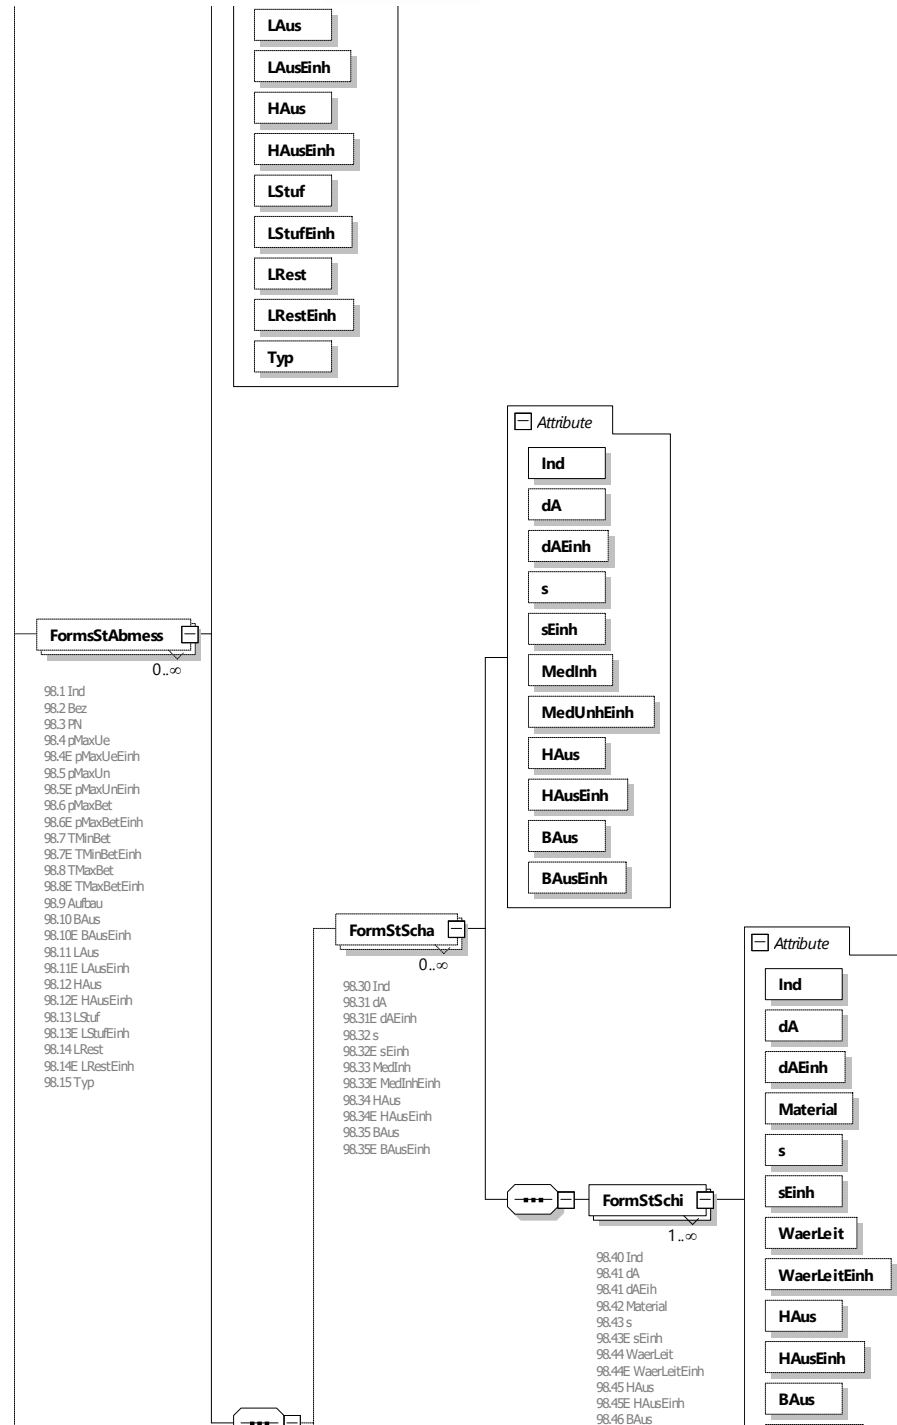 LAus
LAusEinh
HAus
HAusEinh
LStuf
LStufEinh
LRest
LRestEinh
Typ
FormsStAbmess
0..∞
98.1 Ind
98.2 Bez
98.3 PN
98.4 pMaxUe
98.4E pMaxUeEinh
98.5 pMaxUn
98.5E pMaxUnEinh
98.6 pMaxBet
98.6E pMaxBetEinh
98.7 TMinBet
98.7E TMinBetEinh
98.8 TMaxBet
98.8E TMaxBetEinh
98.9 Aufbau
98.10 BAus
98.10E BAusEinh
98.11 LAus
98.11E LAusEinh
98.12 HAus
98.12E HAusEinh
98.13 LStuf
98.13E LStufEinh
98.14 LRest
98.14E LRestEinh
98.15 Typ
Attribute
Ind
dA
dAEinh
s
sEinh
MedInh
MedUnhEinh
HAus
HAusEinh
BAus
BAusEinh
FormStScha
0..∞
98.30 Ind
98.31 dA
98.31E dAEinh
98.32 s
98.32E sEinh
98.33 MedInh
98.33E MedInhEinh
98.34 HAus
98.34E HAusEinh
98.35 BAus
98.35E BAusEinh
FormStSchi
1..∞
98.40 Ind
98.41 dA
98.41 dAEih
98.42 Material
98.43 s
98.43E sEinh
98.44 WaerLeit
98.44E WaerLeitEinh
98.45 HAus
98.45E HAusEinh
98.46 BAus
Attribute
Ind
dA
dAEinh
Material
s
sEinh
WaerLeit
WaerLeitEinh
HAus
HAusEinh
BAus